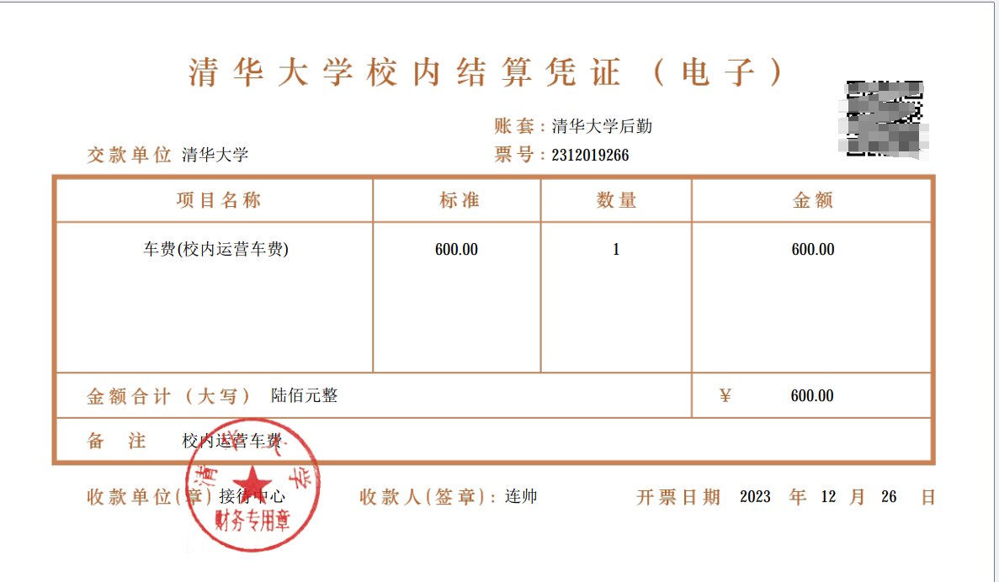 清华大学校内结算凭证（电子）
账套：清华大学后勤
交款单位 清华大学
票号：2312019266
项目名称 标准 数量 金额
车费(校内运营车费) 600.00 1 600.00
金额合计（大写） 陆佰元整 ￥ 600.00
备 注 校内运营车费
清华大学
收款单位(章) 接待中心 收款人(签章)：连帅 开票日期 2023 年 12 月 26 日
财务专用章